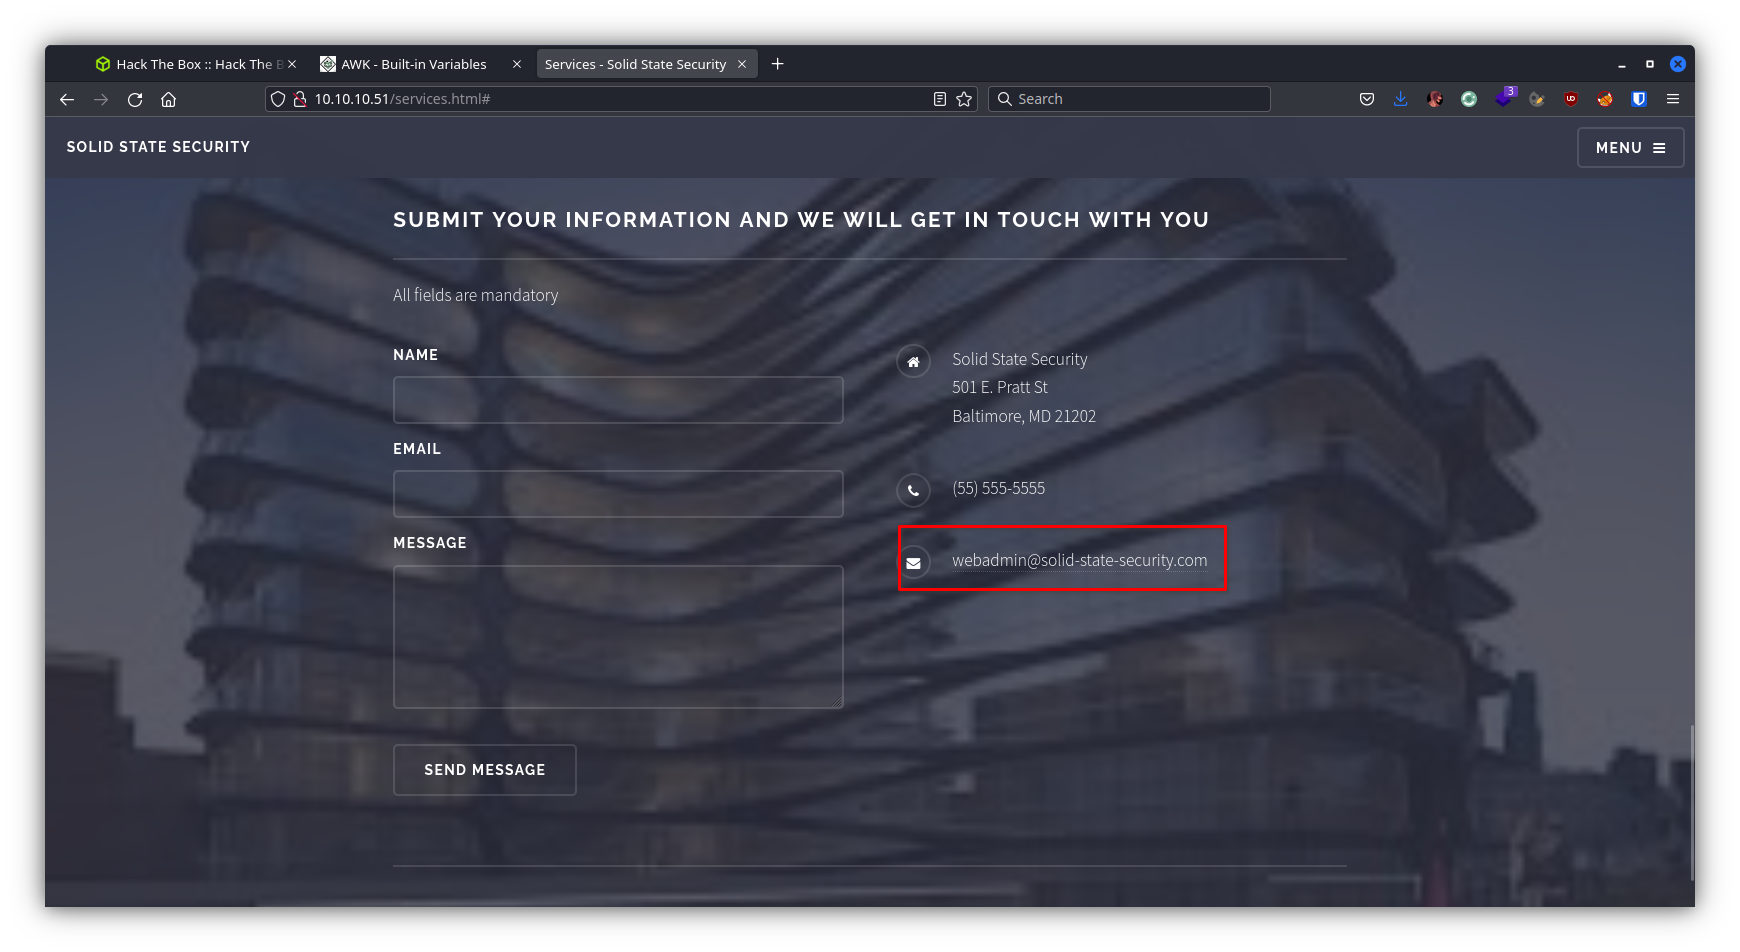 Hack The Box :: Hack The B
AWK - Built-in Variables
Services - Solid State Security
10.10.10.51/services.html#
Search
3
SOLID STATE SECURITY
MENU
SUBMIT YOUR INFORMATION AND WE WILL GET IN TOUCH WITH YOU
All fields are mandatory
NAME
EMAIL
MESSAGE
SEND MESSAGE
Solid State Security
501 E. Pratt St
Baltimore, MD 21202
(55) 555-5555
webadmin@solid-state-security.com